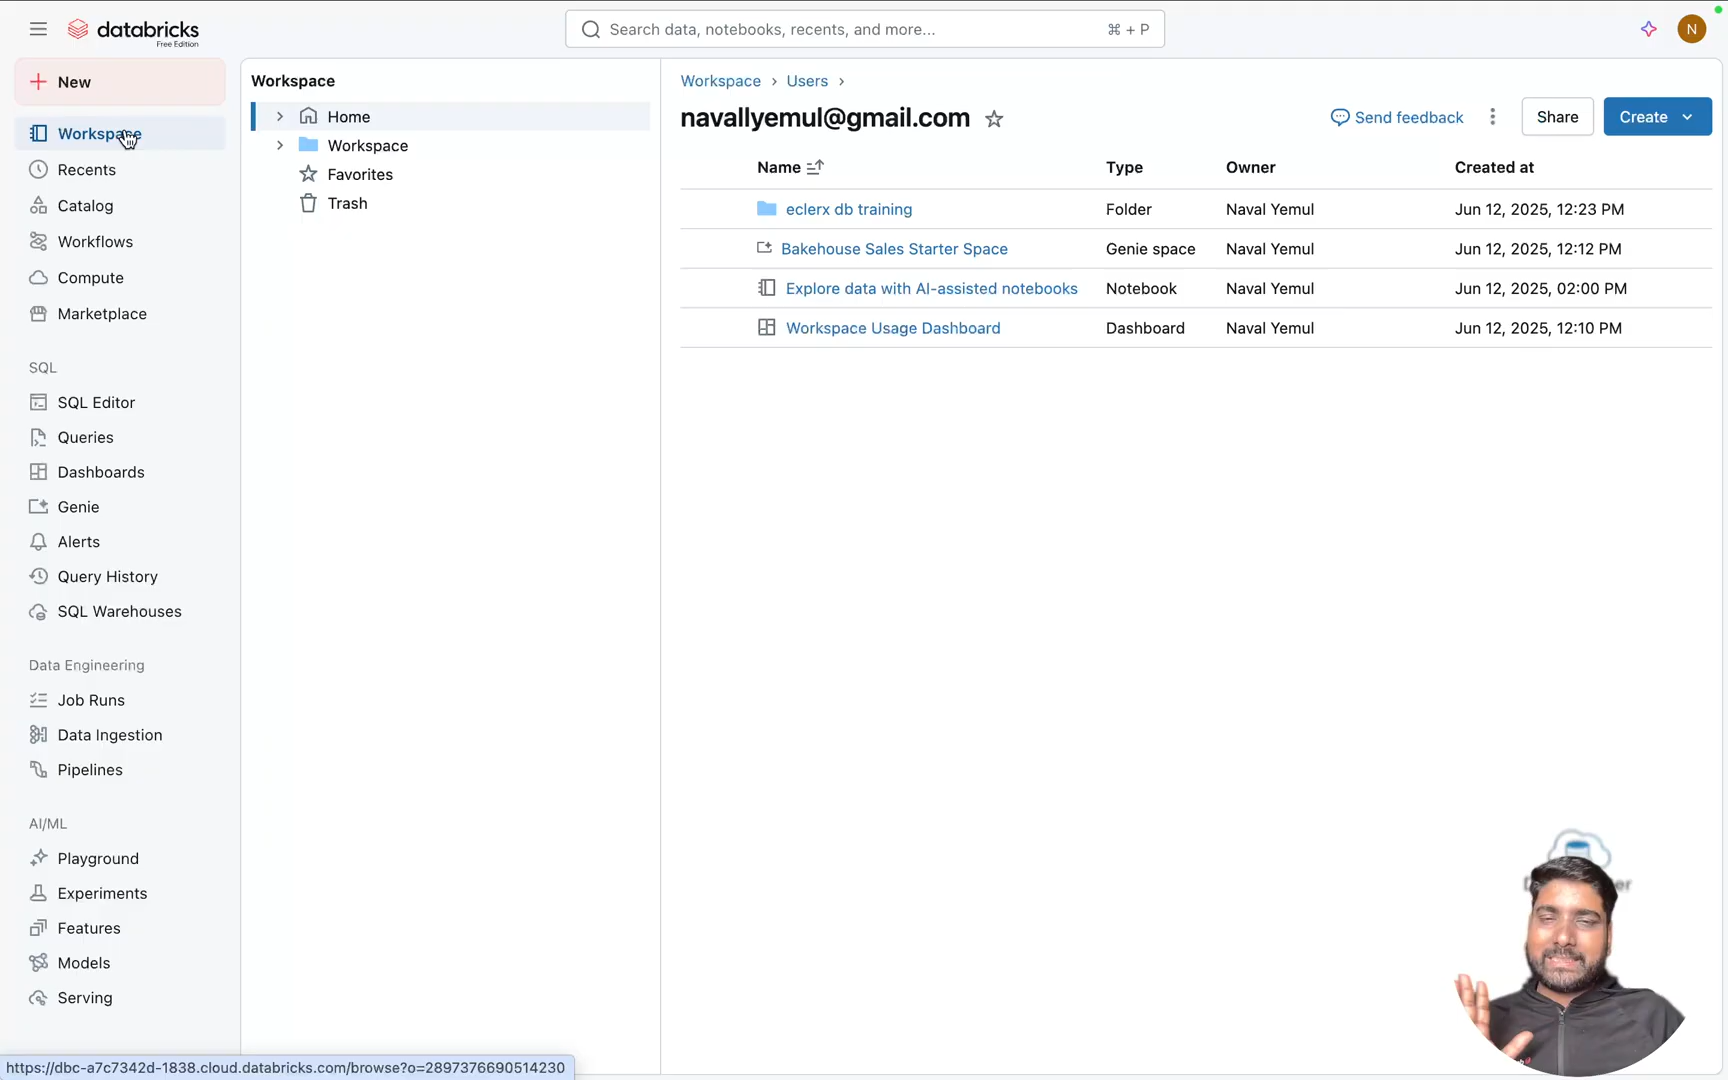 databricks
Free Edition
Search data, notebooks, recents, and more...
⌘ + P
N
New
Workspace
Recents
Catalog
Workflows
Compute
Marketplace
SQL
SQL Editor
Queries
Dashboards
Genie
Alerts
Query History
SQL Warehouses
Data Engineering
Job Runs
Data Ingestion
Pipelines
AI/ML
Playground
Experiments
Features
Models
Serving
https://dbc-a7c7342d-1838.cloud.databricks.com/browse?o=2897376690514230
Workspace
Home
Workspace
Favorites
Trash
Workspace › Users ›
navallyemul@gmail.com
Send feedback
Share
Create
Name Type Owner Created at
eclerx db training Folder Naval Yemul Jun 12, 2025, 12:23 PM
Bakehouse Sales Starter Space Genie space Naval Yemul Jun 12, 2025, 12:12 PM
Explore data with AI-assisted notebooks Notebook Naval Yemul Jun 12, 2025, 02:00 PM
Workspace Usage Dashboard Dashboard Naval Yemul Jun 12, 2025, 12:10 PM